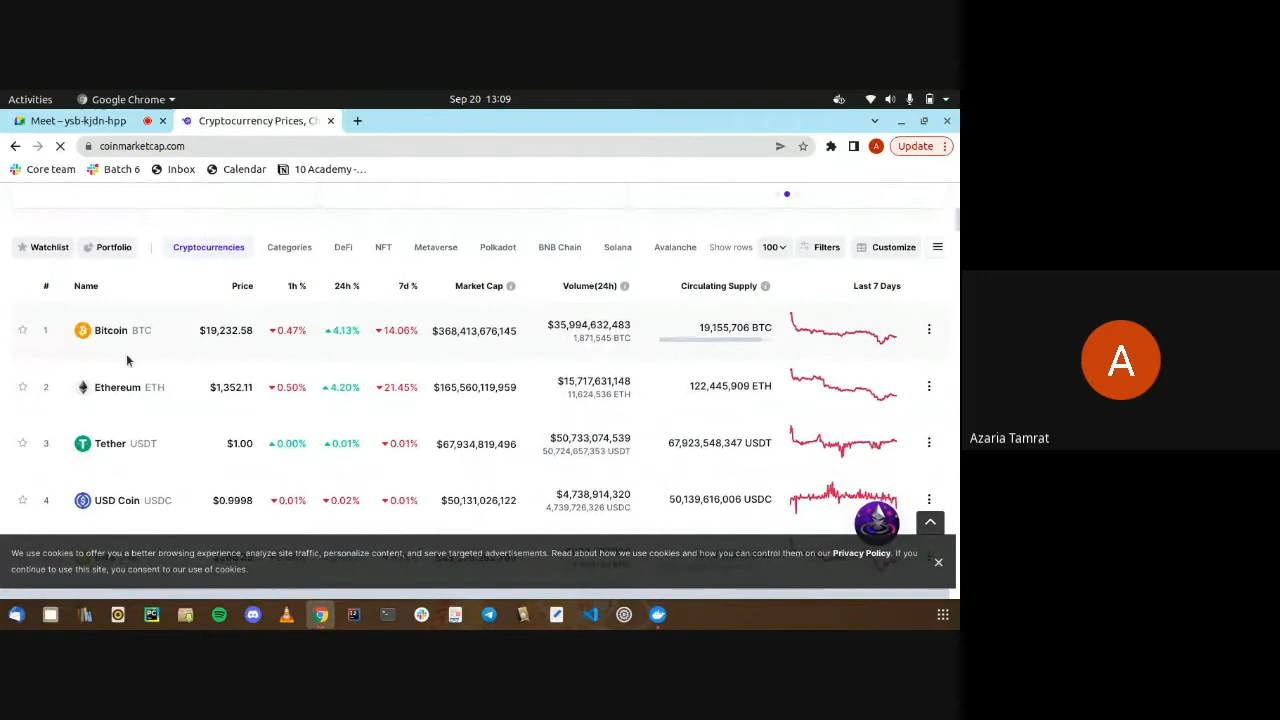 Activities Google Chrome Sep 20 13:09
Meet – ysb-kjdn-hpp Cryptocurrency Prices, Ch
coinmarketcap.com A Update
Core team Batch 6 Inbox Calendar 10 Academy -...
Watchlist Portfolio Cryptocurrencies Categories DeFi NFT Metaverse Polkadot BNB Chain Solana Avalanche Show rows 100 Filters Customize
# Name Price 1h % 24h % 7d % Market Cap Volume(24h) Circulating Supply Last 7 Days
1 Bitcoin BTC $19,232.58 0.47% 4.13% 14.06% $368,413,676,145 $35,994,632,483 19,155,706 BTC
1,871,545 BTC
2 Ethereum ETH $1,352.11 0.50% 4.20% 21.45% $165,560,119,959 $15,717,631,148 122,445,909 ETH
11,624,536 ETH
3 Tether USDT $1.00 0.00% 0.01% 0.01% $67,934,819,496 $50,733,074,539 67,923,548,347 USDT
50,724,657,353 USDT
4 USD Coin USDC $0.9998 0.01% 0.02% 0.01% $50,131,026,122 $4,738,914,320 50,139,616,006 USDC
4,739,726,326 USDC
We use cookies to offer you a better browsing experience, analyze site traffic, personalize content, and serve targeted advertisements. Read about how we use cookies and how you can control them on our Privacy Policy. If you
continue to use this site, you consent to our use of cookies.
A
Azaria Tamrat